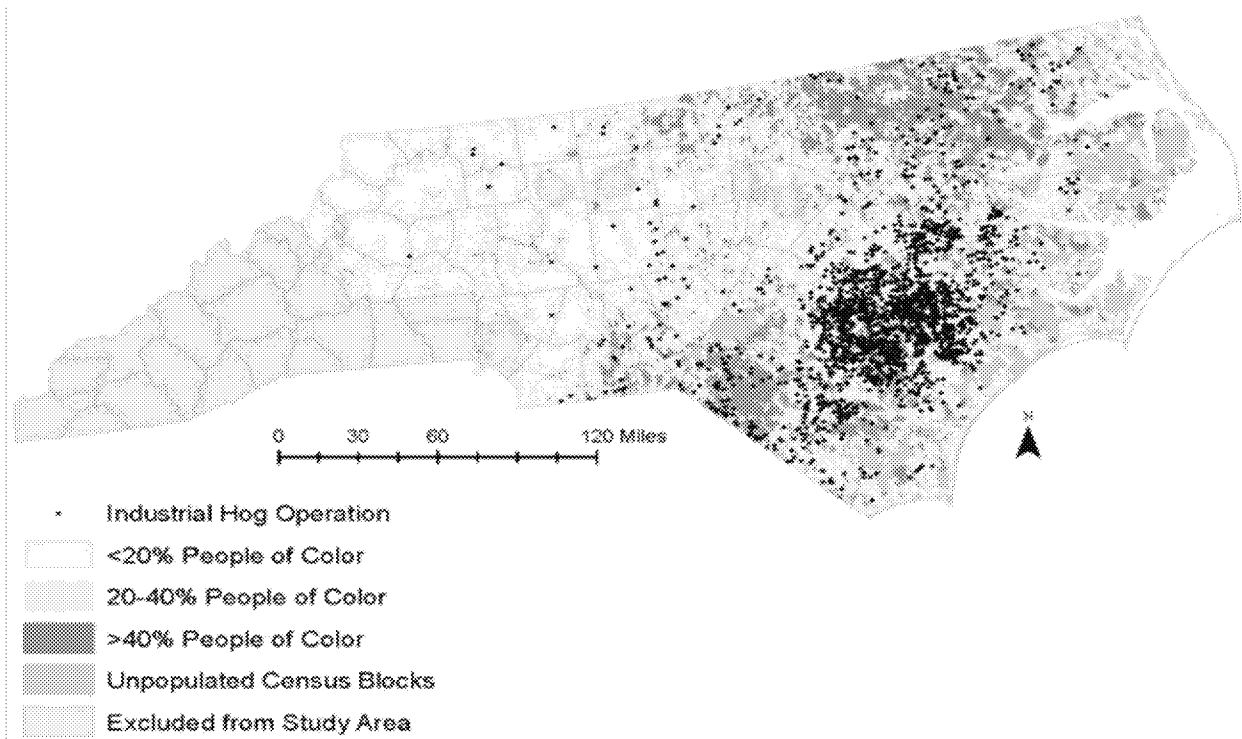 0 30 60 120 Miles
N
Industrial Hog Operation
<20% People of Color
20-40% People of Color
>40% People of Color
Unpopulated Census Blocks
Excluded from Study Area